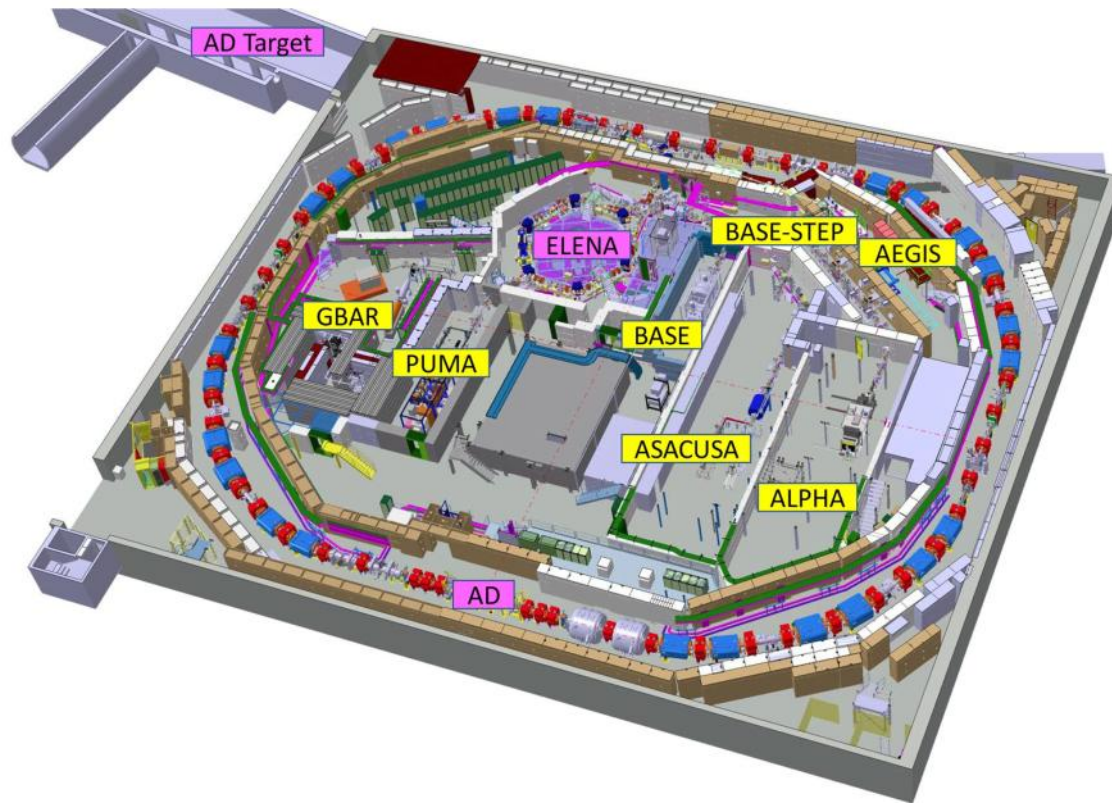 AD Target
ELENA
BASE-STEP
AEGIS
GBAR
BASE
PUMA
ASACUSA
ALPHA
AD